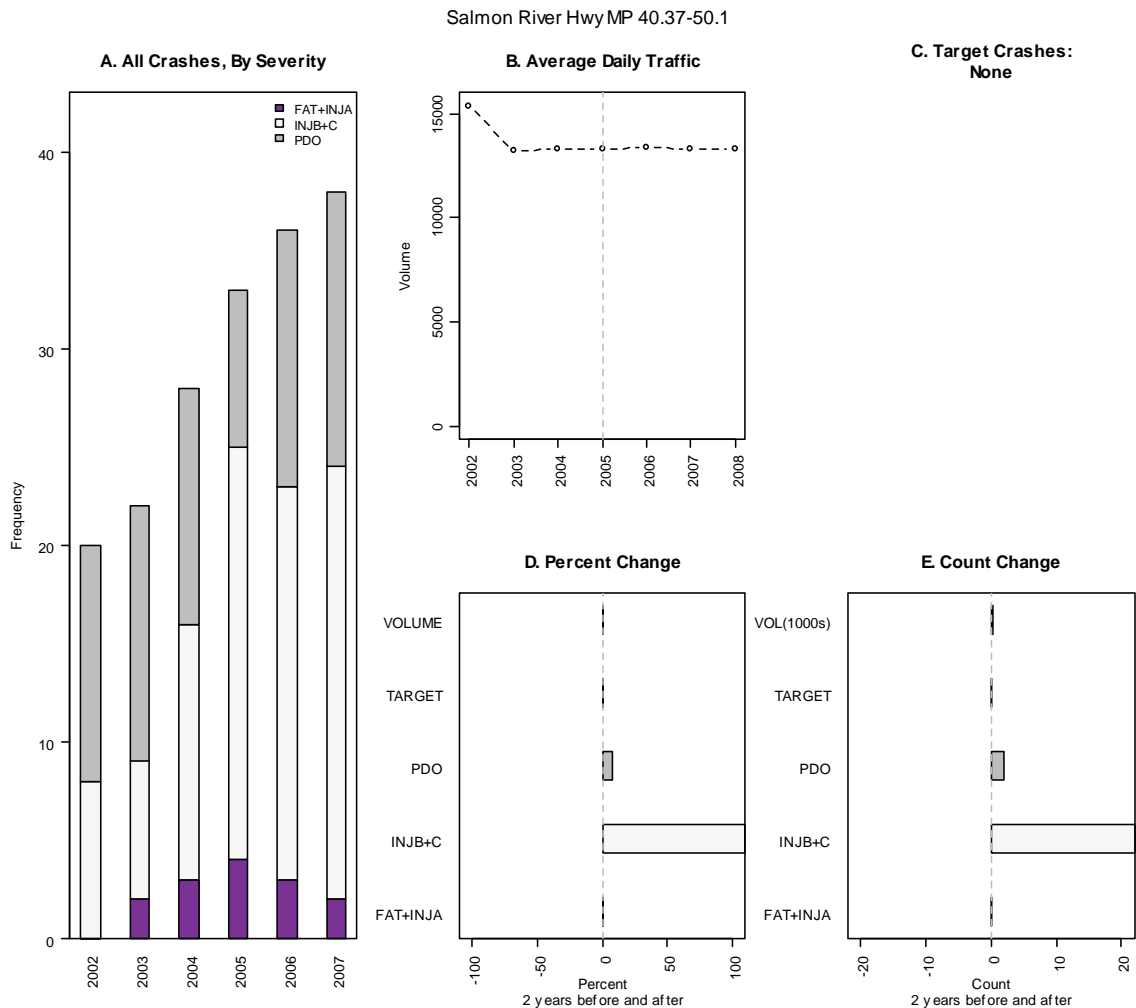 Salmon River Hwy MP 40.37-50.1
A. All Crashes, By Severity
FAT+INJA
INJB+C
PDO
Frequency
0
10
20
30
40
2002
2003
2004
2005
2006
2007
B. Average Daily Traffic
Volume
0
5000
10000
15000
2002
2003
2004
2005
2006
2007
2008
C. Target Crashes:
None
D. Percent Change
VOLUME
TARGET
PDO
INJB+C
FAT+INJA
-100
-50
0
50
100
Percent
2 years before and after
E. Count Change
VOL(1000s)
TARGET
PDO
INJB+C
FAT+INJA
-20
-10
0
10
20
Count
2 years before and after